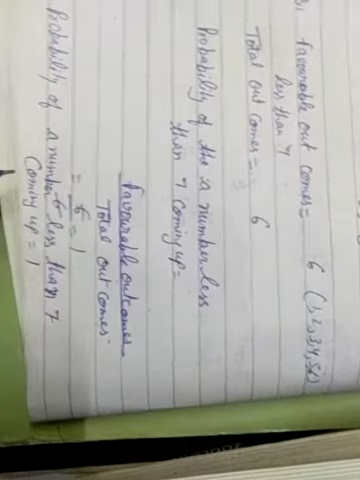 favourable out comes = 6 (1,2,3,4,5,6)
less than 7
Total out comes = 6
Probability of the a number less
than 7 coming up =
favourable outcomes
Total out comes
= 6/6 = 1
Probability of a number less than 7
Coming up = 1